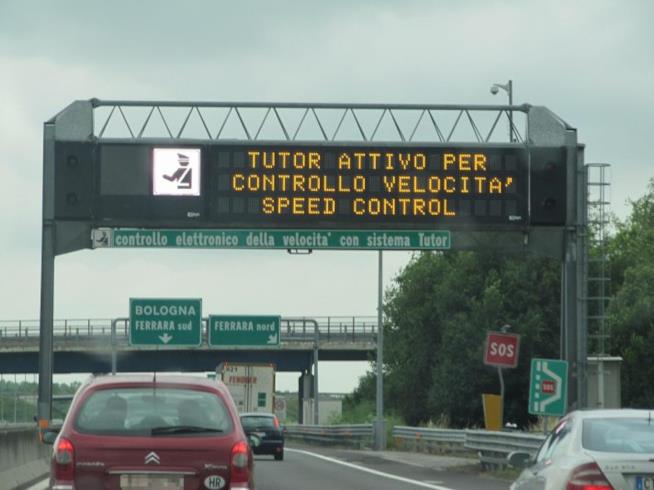 TUTOR ATTIVO PER
CONTROLLO VELOCITA'
SPEED CONTROL
controllo elettronico della velocita' con sistema Tutor
BOLOGNA
FERRARA sud
FERRARA nord
SOS
SOS
HR